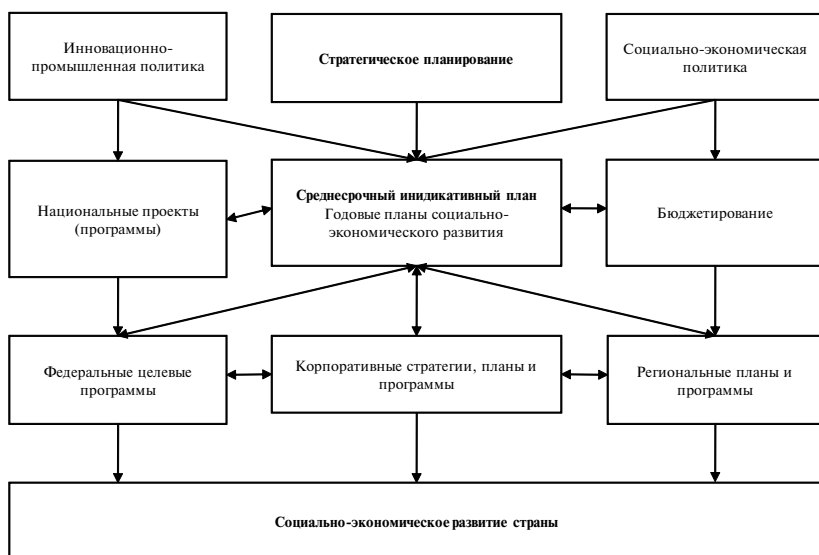 Инновационно-
промышленная политика
Стратегическое планирование
Социально-экономическая
политика
Национальные проекты
(программы)
Среднесрочный инидикативный план
Годовые планы социально-
экономического развития
Бюджетирование
Федеральные целевые
программы
Корпоративные стратегии, планы и
программы
Региональные планы и
программы
Социально-экономическое развитие страны